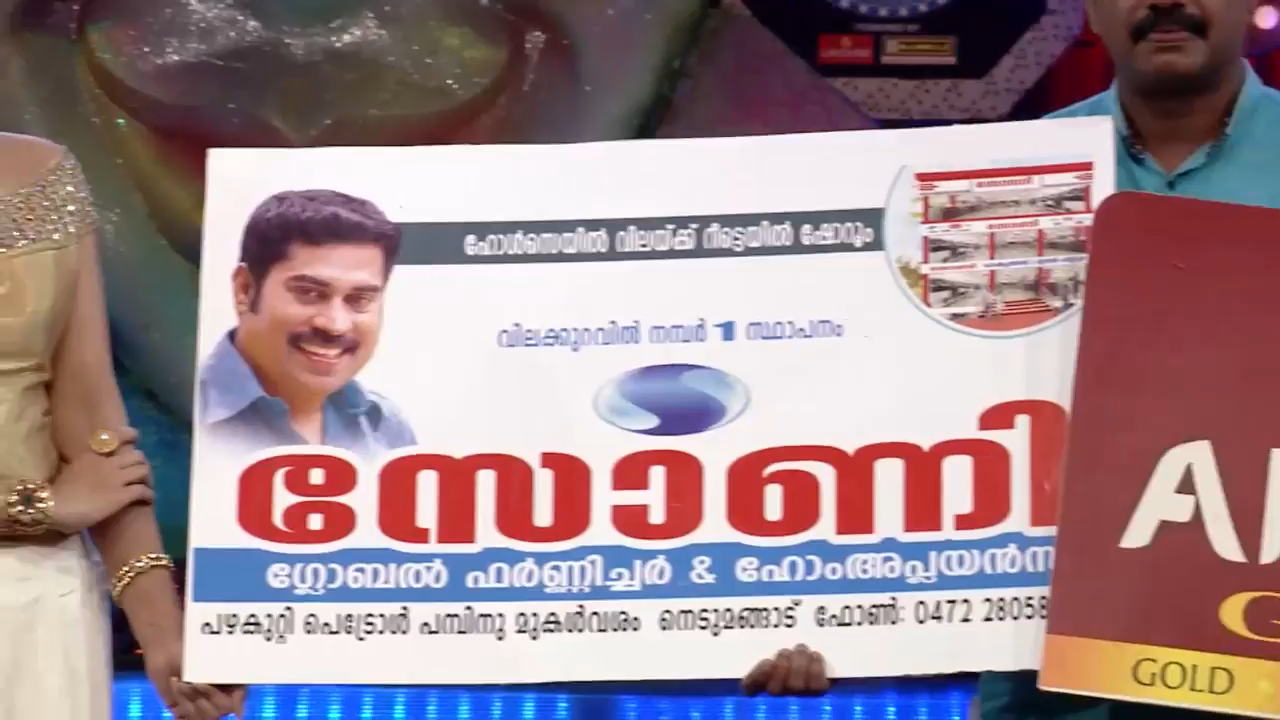 ഹോൾസെയിൽ വിലയ്ക്ക് റീട്ടെയിൽ ഷോറൂം
വിലക്കുറവിൽ നമ്പർ 1 സ്ഥാപനം
സോണി
ഗ്ലോബൽ ഫർണ്ണിച്ചർ & ഹോംഅപ്ലയൻസ
പഴകുറ്റി പെട്രോൾ പമ്പിനു മുകൾവശം നെടുമങ്ങാട് ഫോൺ: 0472 28058
GOLD